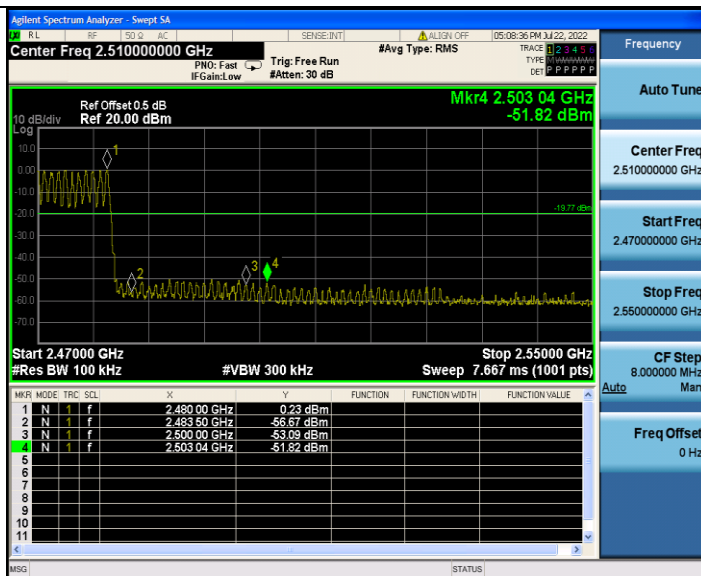 Agilent Spectrum Analyzer - Swept SA
RL RF 50 Ω AC SENSE:INT ALIGN OFF 05:08:36 PM Jul 22, 2022
Center Freq 2.510000000 GHz
PNO: Fast
IFGain:Low
Trig: Free Run
#Atten: 30 dB
#Avg Type: RMS
TRACE 1 2 3 4 5 6
TYPE M W W W W W
DET P P P P P P
Ref Offset 0.5 dB
Ref 20.00 dBm
10 dB/div
Log
Mkr4 2.503 04 GHz
-51.82 dBm
10.0
0.00
-10.0
-20.0
-30.0
-40.0
-50.0
-60.0
-70.0
1
2
3
4
-19.77 dBm
Start 2.47000 GHz
Stop 2.55000 GHz
#Res BW 100 kHz
#VBW 300 kHz
Sweep 7.667 ms (1001 pts)
MKR MODE TRC SCL X Y FUNCTION FUNCTION WIDTH FUNCTION VALUE
1 N 1 f 2.480 00 GHz 0.23 dBm
2 N 1 f 2.483 50 GHz -56.67 dBm
3 N 1 f 2.500 00 GHz -53.09 dBm
4 N 1 f 2.503 04 GHz -51.82 dBm
5
6
7
8
9
10
11
MSG
STATUS
Frequency
Auto Tune
Center Freq
2.510000000 GHz
Start Freq
2.470000000 GHz
Stop Freq
2.550000000 GHz
CF Step
8.000000 MHz
Auto Man
Freq Offset
0 Hz